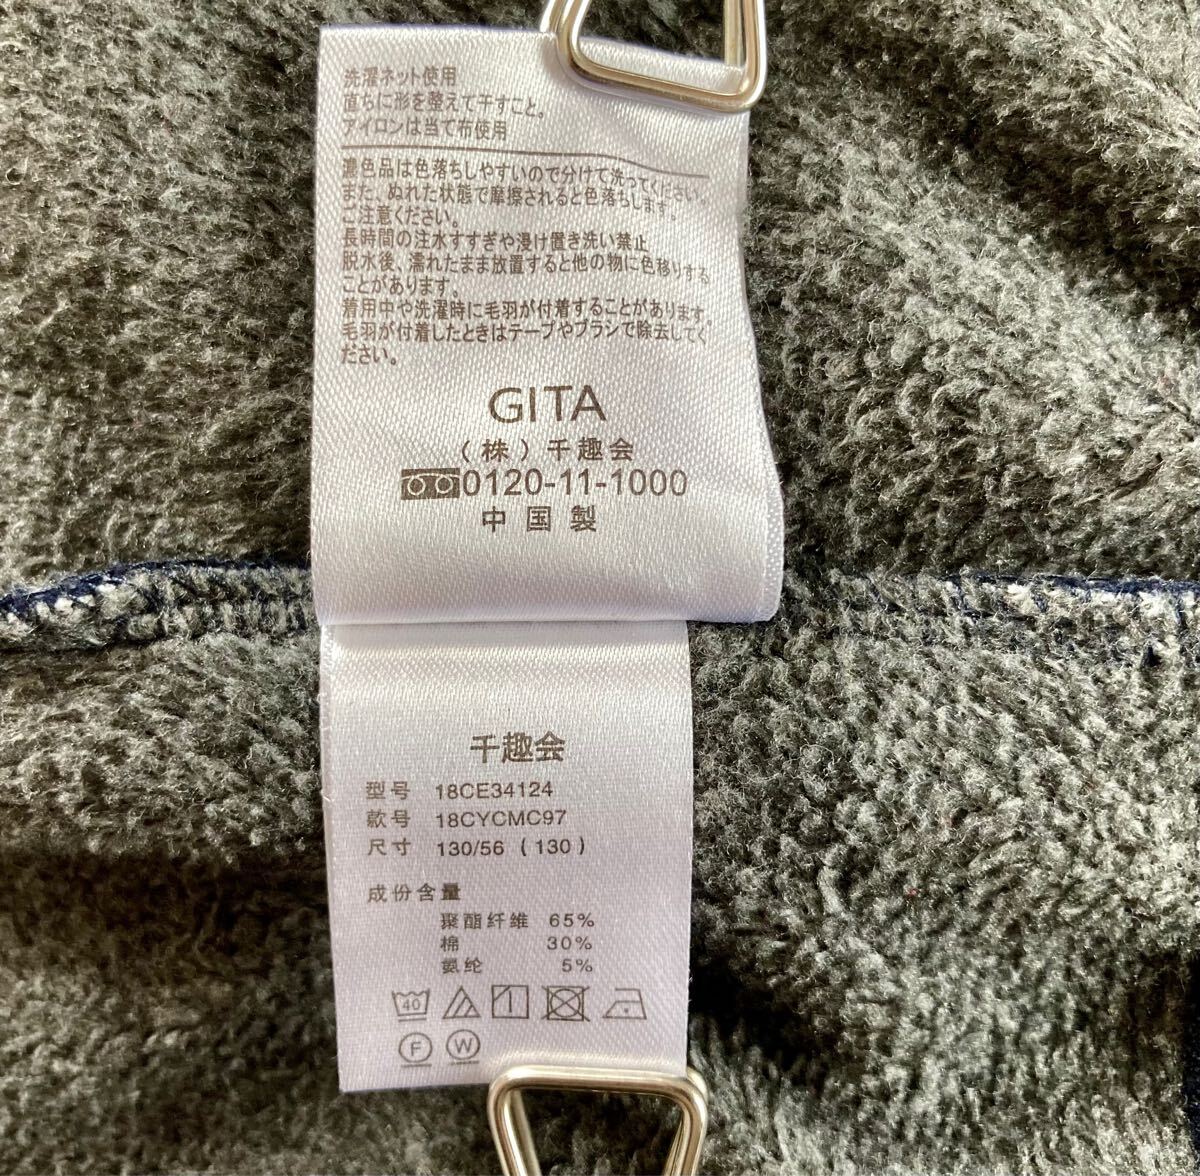 洗濯ネット使用
直ちに形を整えて干すこと。
アイロンは当て布使用
濃色品は色落ちしやすいので分けて洗ってください。
また、ぬれた状態で摩擦されると色落ちします。
ご注意ください。
長時間の注水すすぎや浸け置き洗い禁止
脱水後、濡れたまま放置すると他の物に色移りする
ことがあります。
着用中や洗濯時に毛羽が付着することがあります。
毛羽が付着したときはテープやブラシで除去してく
ださい。
GITA
（株）千趣会
0120-11-1000
中国製
千趣会
型号 18CE34124
款号 18CYCMC97
尺寸 130/56（130）
成份含量
聚酯纤维 65%
棉 30%
氨纶 5%
40
F W